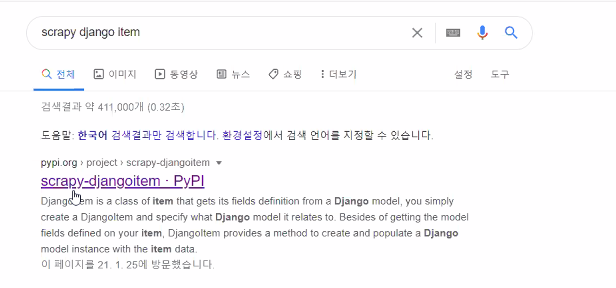 scrapy django item
전체 이미지 동영상 뉴스 쇼핑 더보기 설정 도구
검색결과 약 411,000개 (0.32초)
도움말: 한국어 검색결과만 검색합니다. 환경설정에서 검색 언어를 지정할 수 있습니다.
pypi.org › project › scrapy-djangoitem
scrapy-djangoitem · PyPI
DjangoItem is a class of item that gets its fields definition from a Django model, you simply
create a DjangoItem and specify what Django model it relates to. Besides of getting the model
fields defined on your item, DjangoItem provides a method to create and populate a Django
model instance with the item data.
이 페이지를 21. 1. 25에 방문했습니다.